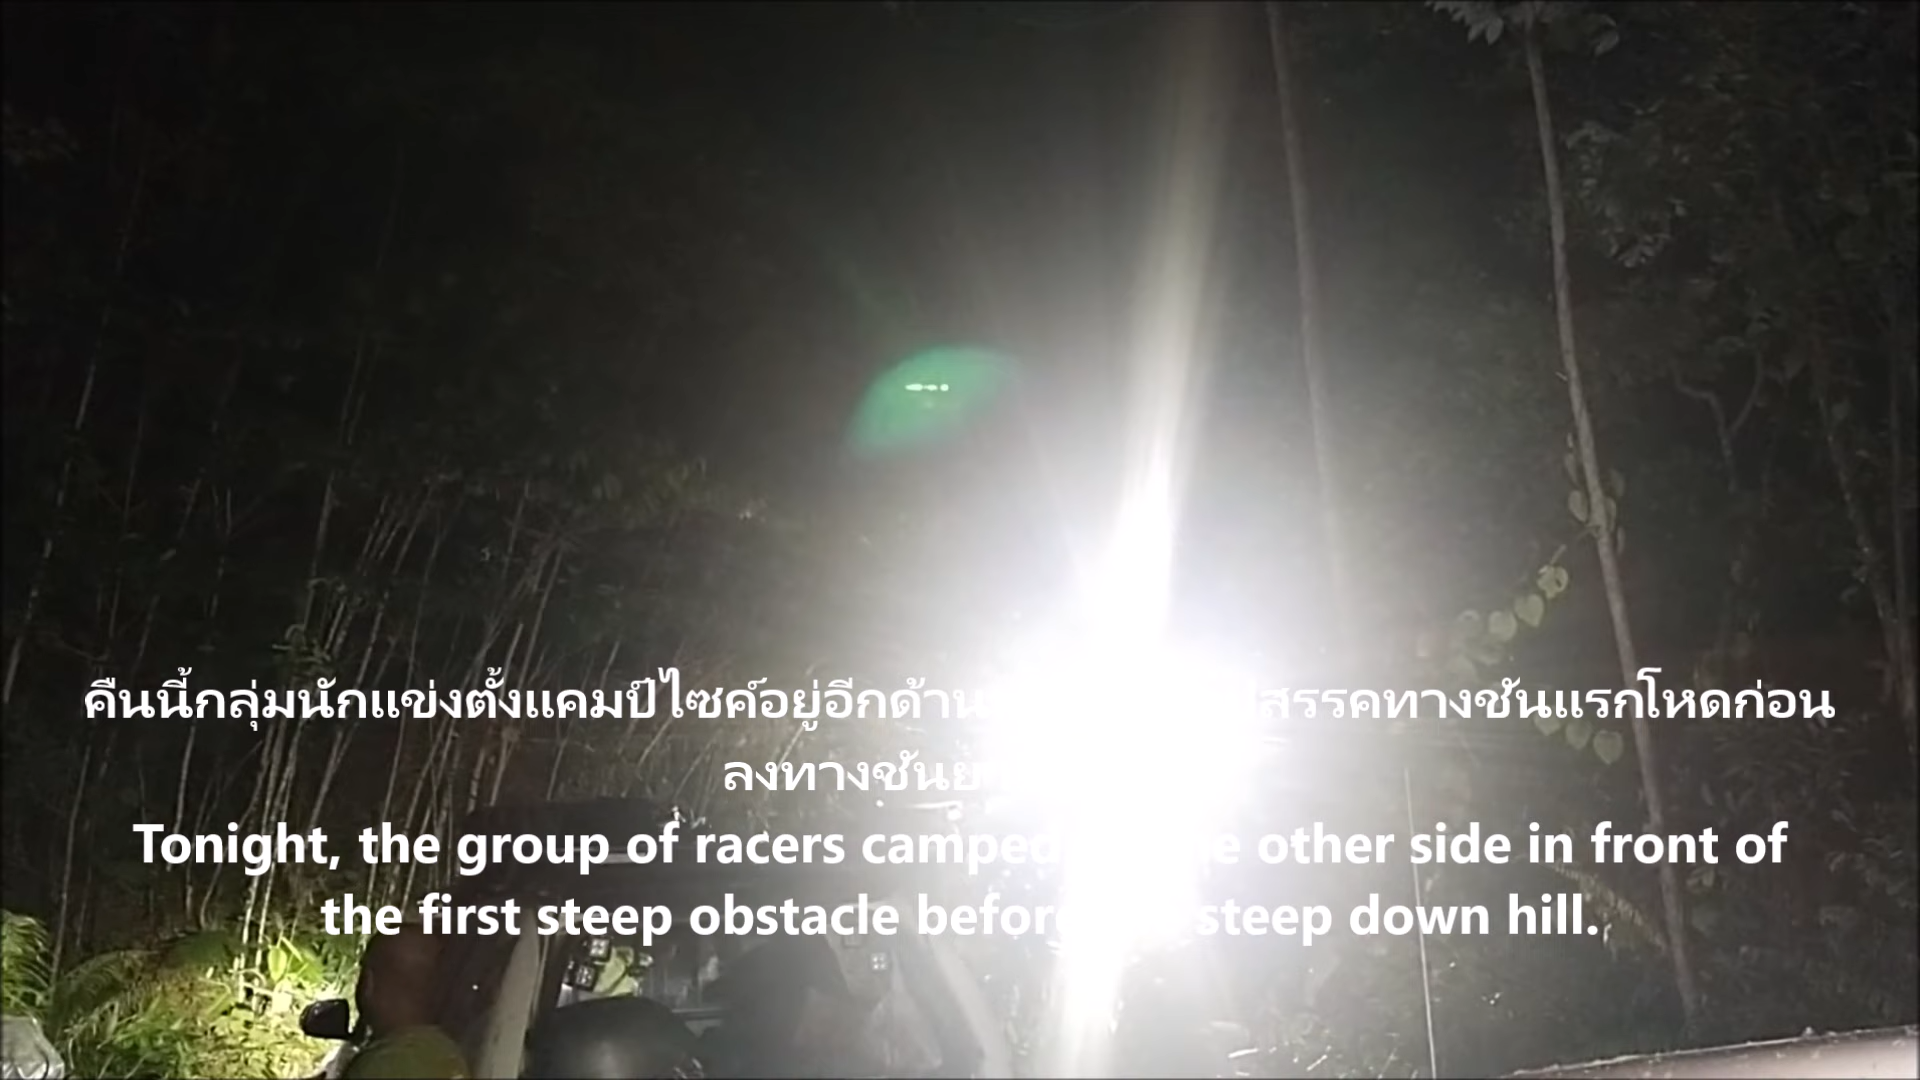 คืนนี้กลุ่มนักแข่งตั้งแคมป์ไซค์อยู่อีกด้าน สรรคทางชันแรกโหดก่อน
ลงทางชัน
Tonight, the group of racers camped other side in front of
the first steep obstacle before steep down hill.